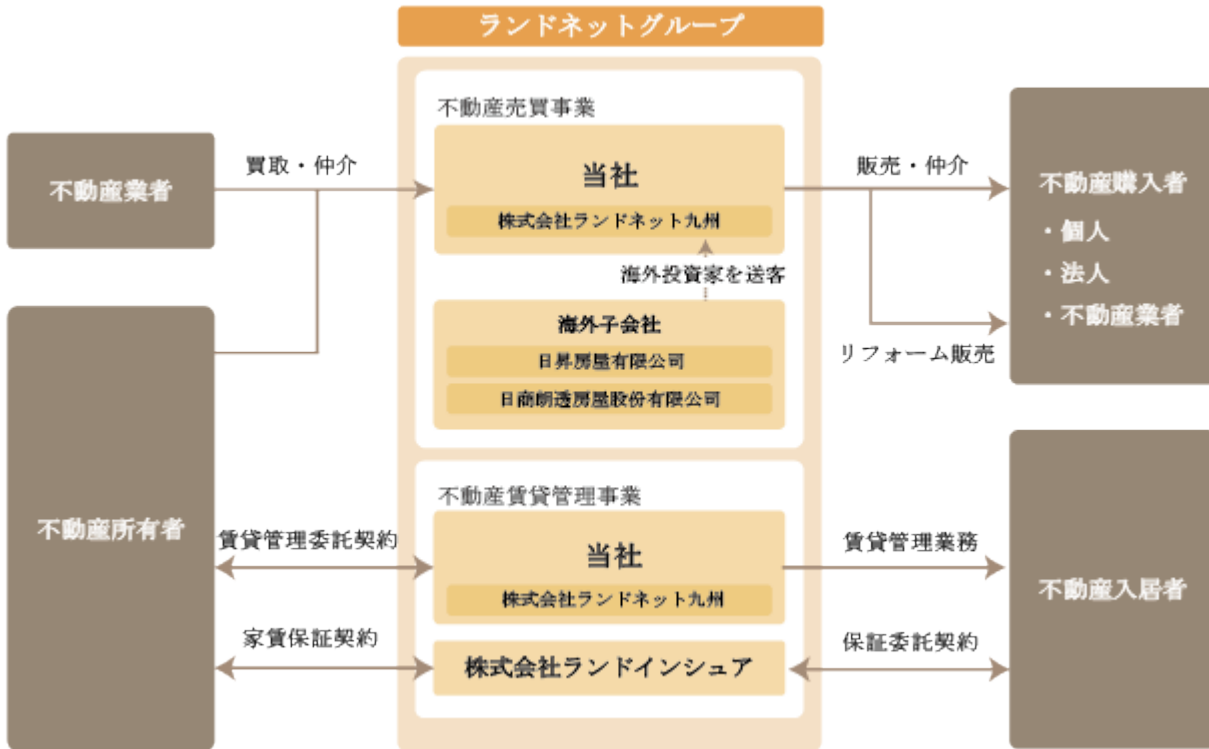 ランドネットグループ
不動産売買事業
当社
株式会社ランドネット九州
海外投資家を送客
海外子会社
日昇房屋有限公司
日商朗透房屋股份有限公司
不動産業者
買取・仲介
販売・仲介
リフォーム販売
不動産購入者
・個人
・法人
・不動産業者
不動産所有者
不動産賃貸管理事業
賃貸管理委託契約
当社
株式会社ランドネット九州
賃貸管理業務
家賃保証契約
株式会社ランドインシュア
保証委託契約
不動産入居者